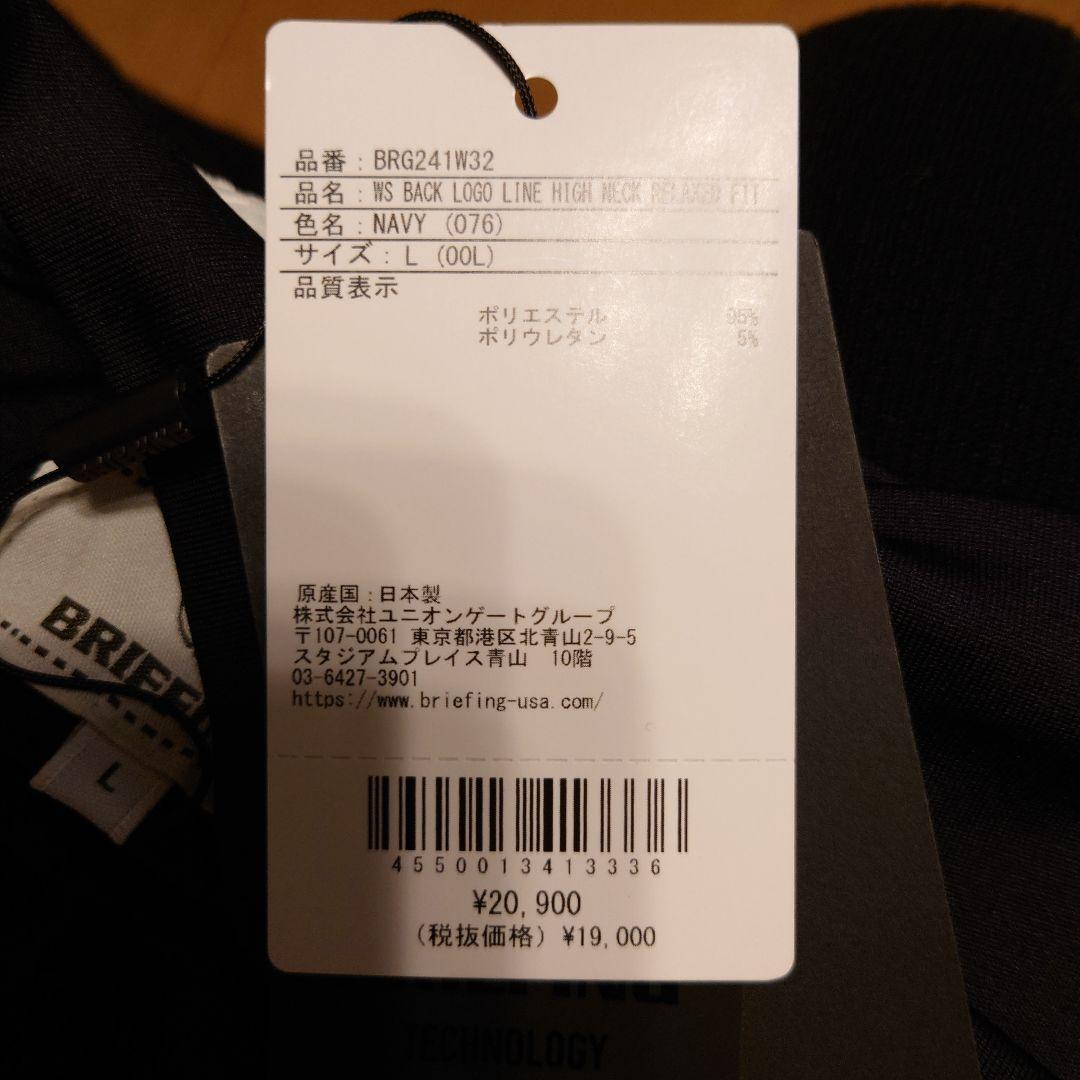 品番：BRG241W32
品名：WS BACK LOGO LINE HIGH NECK RELAXED FIT
色名：NAVY (076)
サイズ：L (00L)
品質表示
ポリエステル 95%
ポリウレタン 5%
原産国：日本製
株式会社ユニオンゲートグループ
〒107-0061 東京都港区北青山2-9-5
スタジアムプレイス青山 10階
03-6427-3901
https://www.briefing-usa.com/
4550013413336
¥20,900
（税抜価格）¥19,000
L
TECHNOLOGY